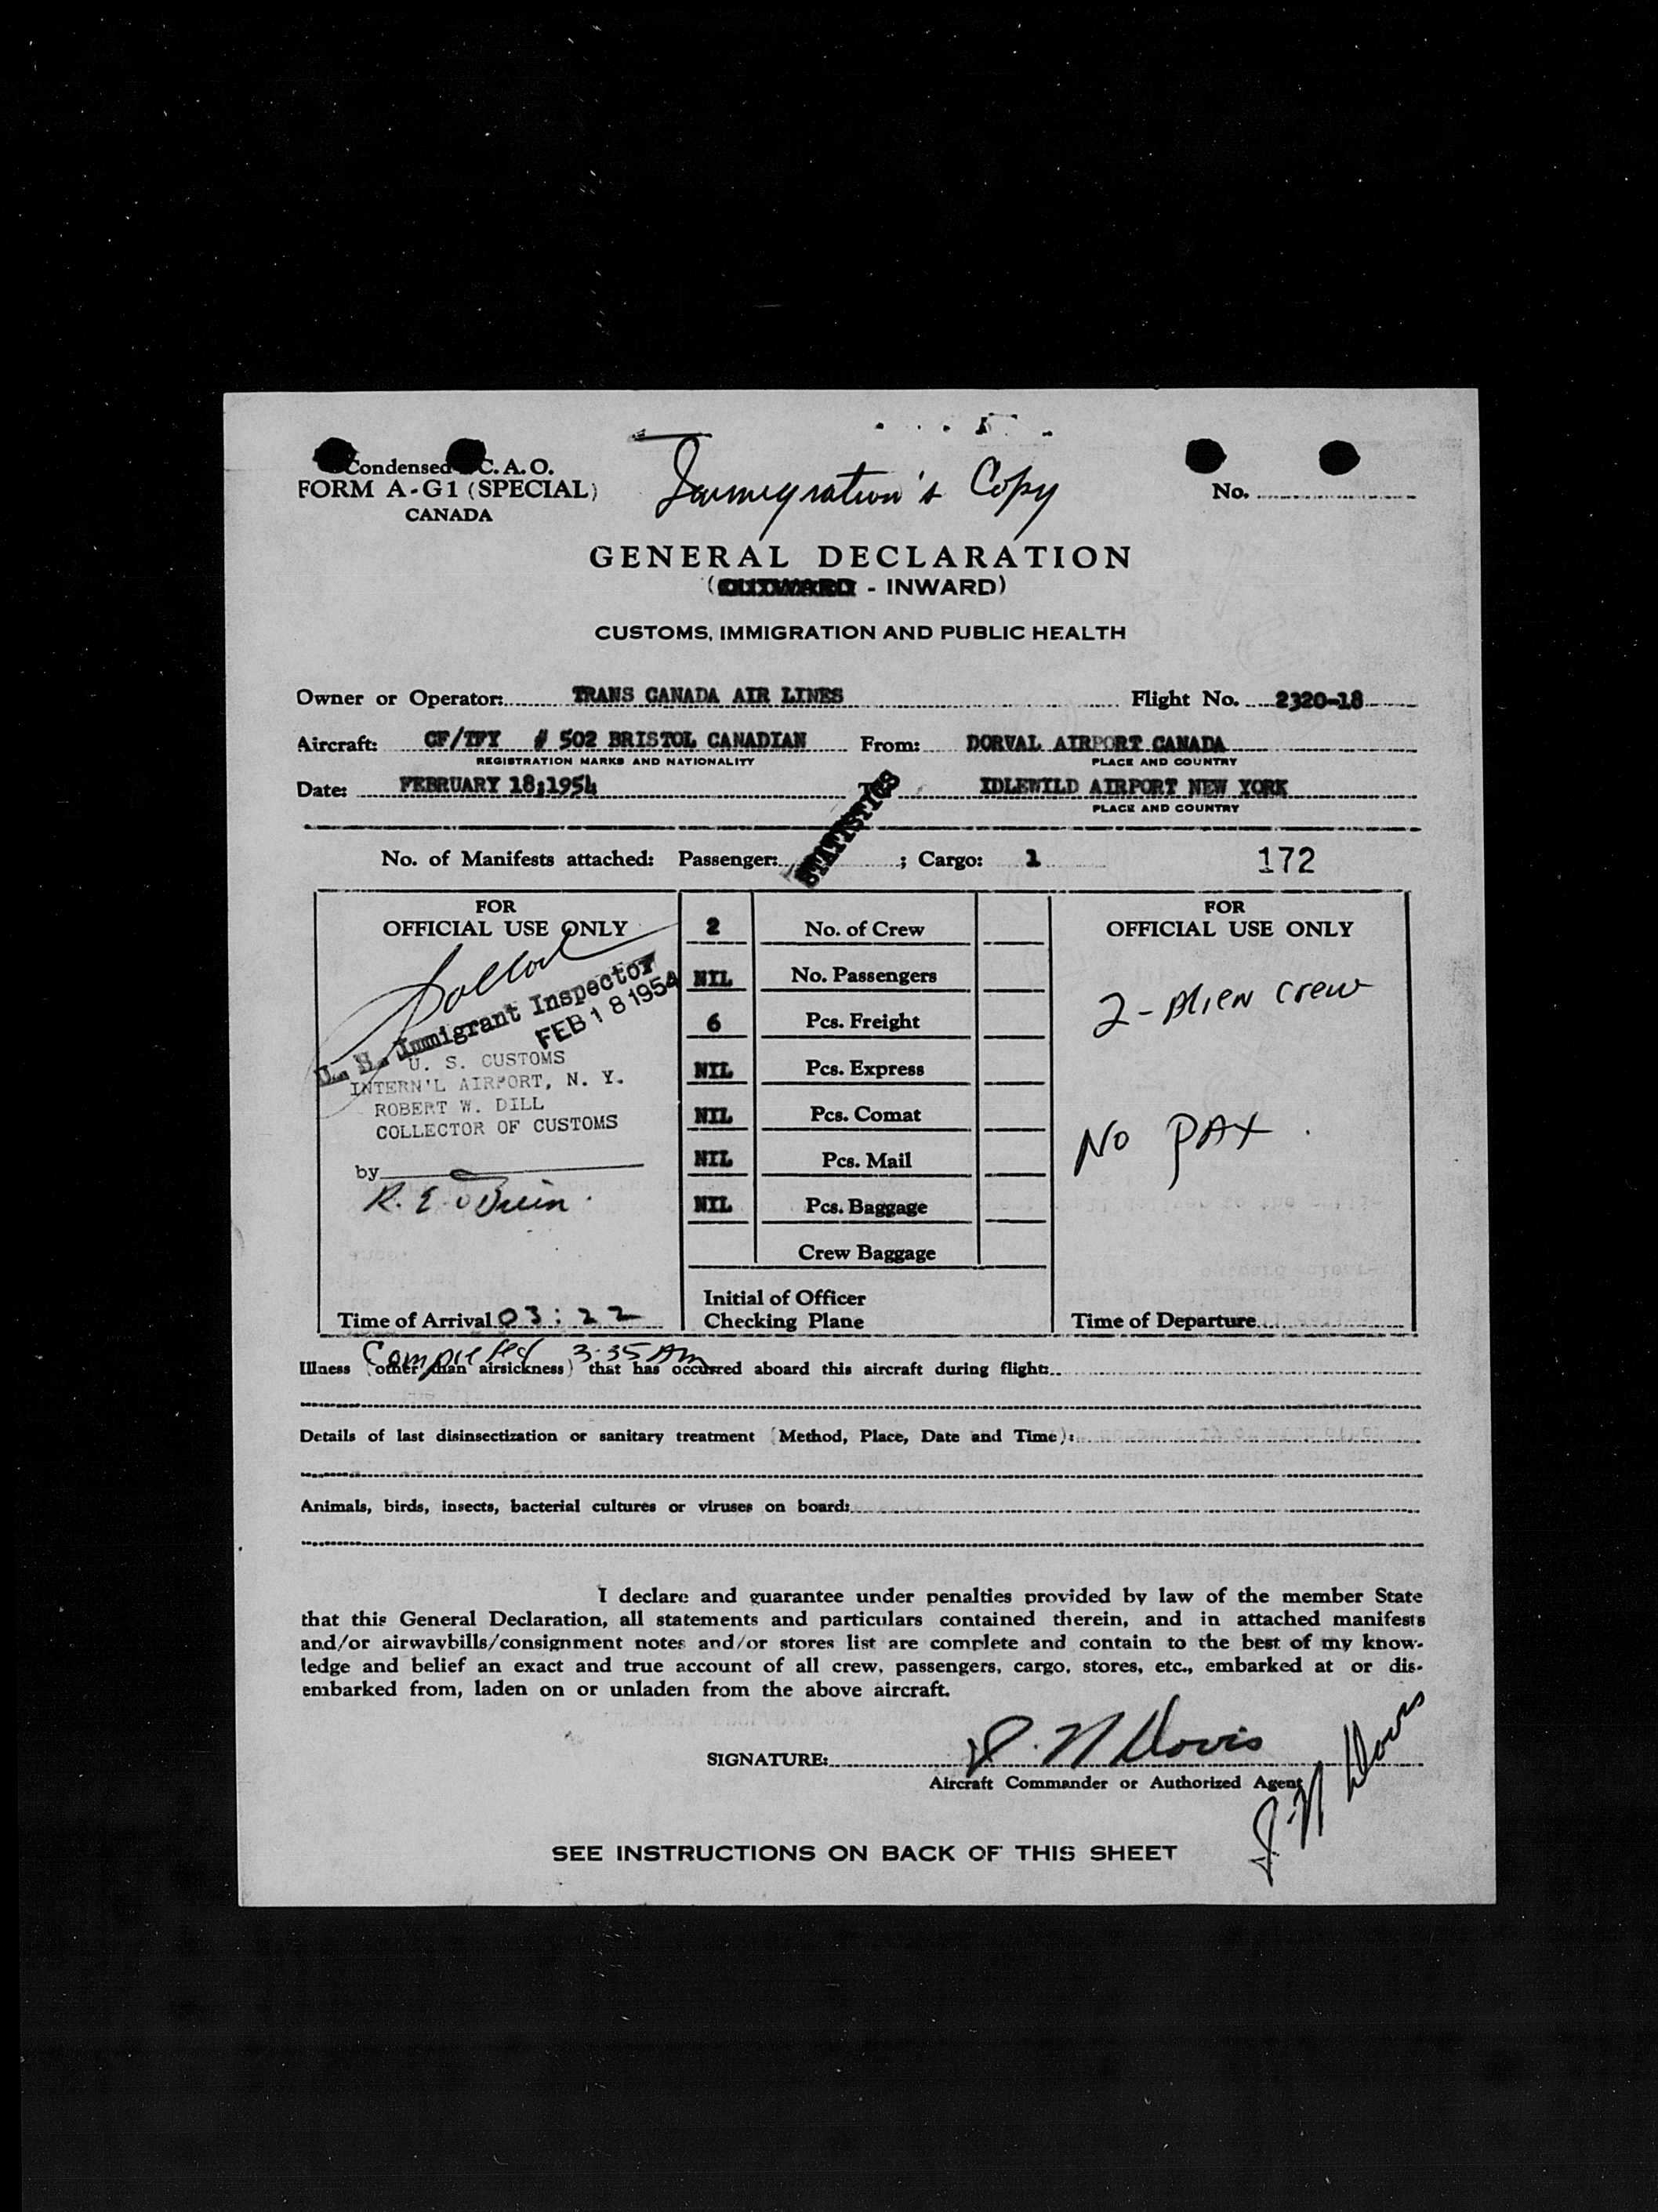 Condensed C. A. O.
FORM A-G1 (SPECIAL)
CANADA
Immigration's Copy
No.
GENERAL DECLARATION
(OUTWARD - INWARD)
CUSTOMS, IMMIGRATION AND PUBLIC HEALTH
Owner or Operator: TRANS CANADA AIR LINES Flight No. 2320-18
Aircraft: CF/TFY # 502 BRISTOL CANADIAN From: DORVAL AIRPORT CANADA
REGISTRATION MARKS AND NATIONALITY PLACE AND COUNTRY
Date: FEBRUARY 18;1954 To IDLEWILD AIRPORT NEW YORK
PLACE AND COUNTRY
STATISTICS
No. of Manifests attached: Passenger: ; Cargo: 1 172
FOR
OFFICIAL USE ONLY
U. S. Immigrant Inspector
FEB 18 1954
U. S. CUSTOMS
INTERN'L AIRPORT, N. Y.
ROBERT W. DILL
COLLECTOR OF CUSTOMS
by
R. E.
Time of Arrival 03:22
2 No. of Crew
NIL No. Passengers
6 Pcs. Freight
NIL Pcs. Express
NIL Pcs. Comat
NIL Pcs. Mail
NIL Pcs. Baggage
Crew Baggage
Initial of Officer
Checking Plane
FOR
OFFICIAL USE ONLY
2 - Alien crew
No PAX.
Time of Departure
Completed 3:35 AM
Illness (other than airsickness) that has occurred aboard this aircraft during flight:
Details of last disinsectization or sanitary treatment (Method, Place, Date and Time):
Animals, birds, insects, bacterial cultures or viruses on board:
I declare and guarantee under penalties provided by law of the member State
that this General Declaration, all statements and particulars contained therein, and in attached manifests
and/or airwaybills/consignment notes and/or stores list are complete and contain to the best of my know-
ledge and belief an exact and true account of all crew, passengers, cargo, stores, etc., embarked at or dis-
embarked from, laden on or unladen from the above aircraft.
SIGNATURE: N Davis
Aircraft Commander or Authorized Agent
N Davis
SEE INSTRUCTIONS ON BACK OF THIS SHEET